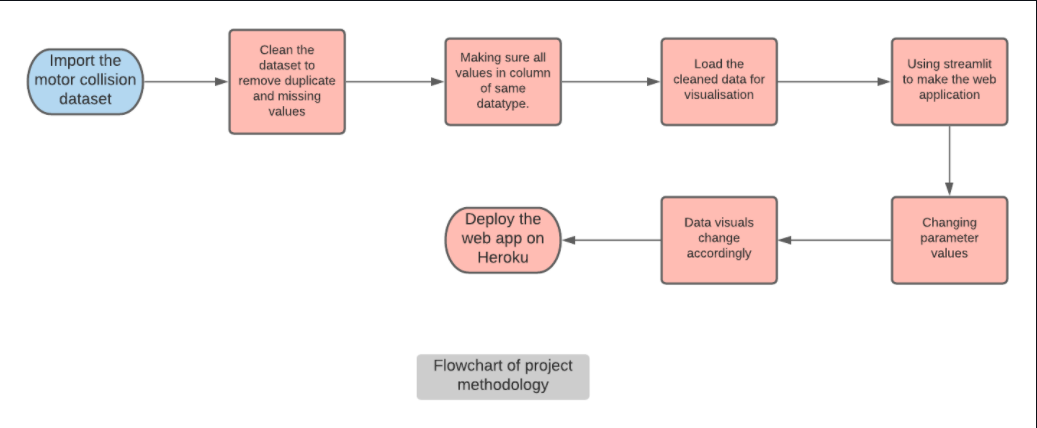 Import the
motor collision
dataset
Clean the
dataset to
remove duplicate
and missing
values
Making sure all
values in column
of same
datatype.
Load the
cleaned data for
visualisation
Using streamlit
to make the web
application
Changing
parameter
values
Data visuals
change
accordingly
Deploy the
web app on
Heroku
Flowchart of project
methodology